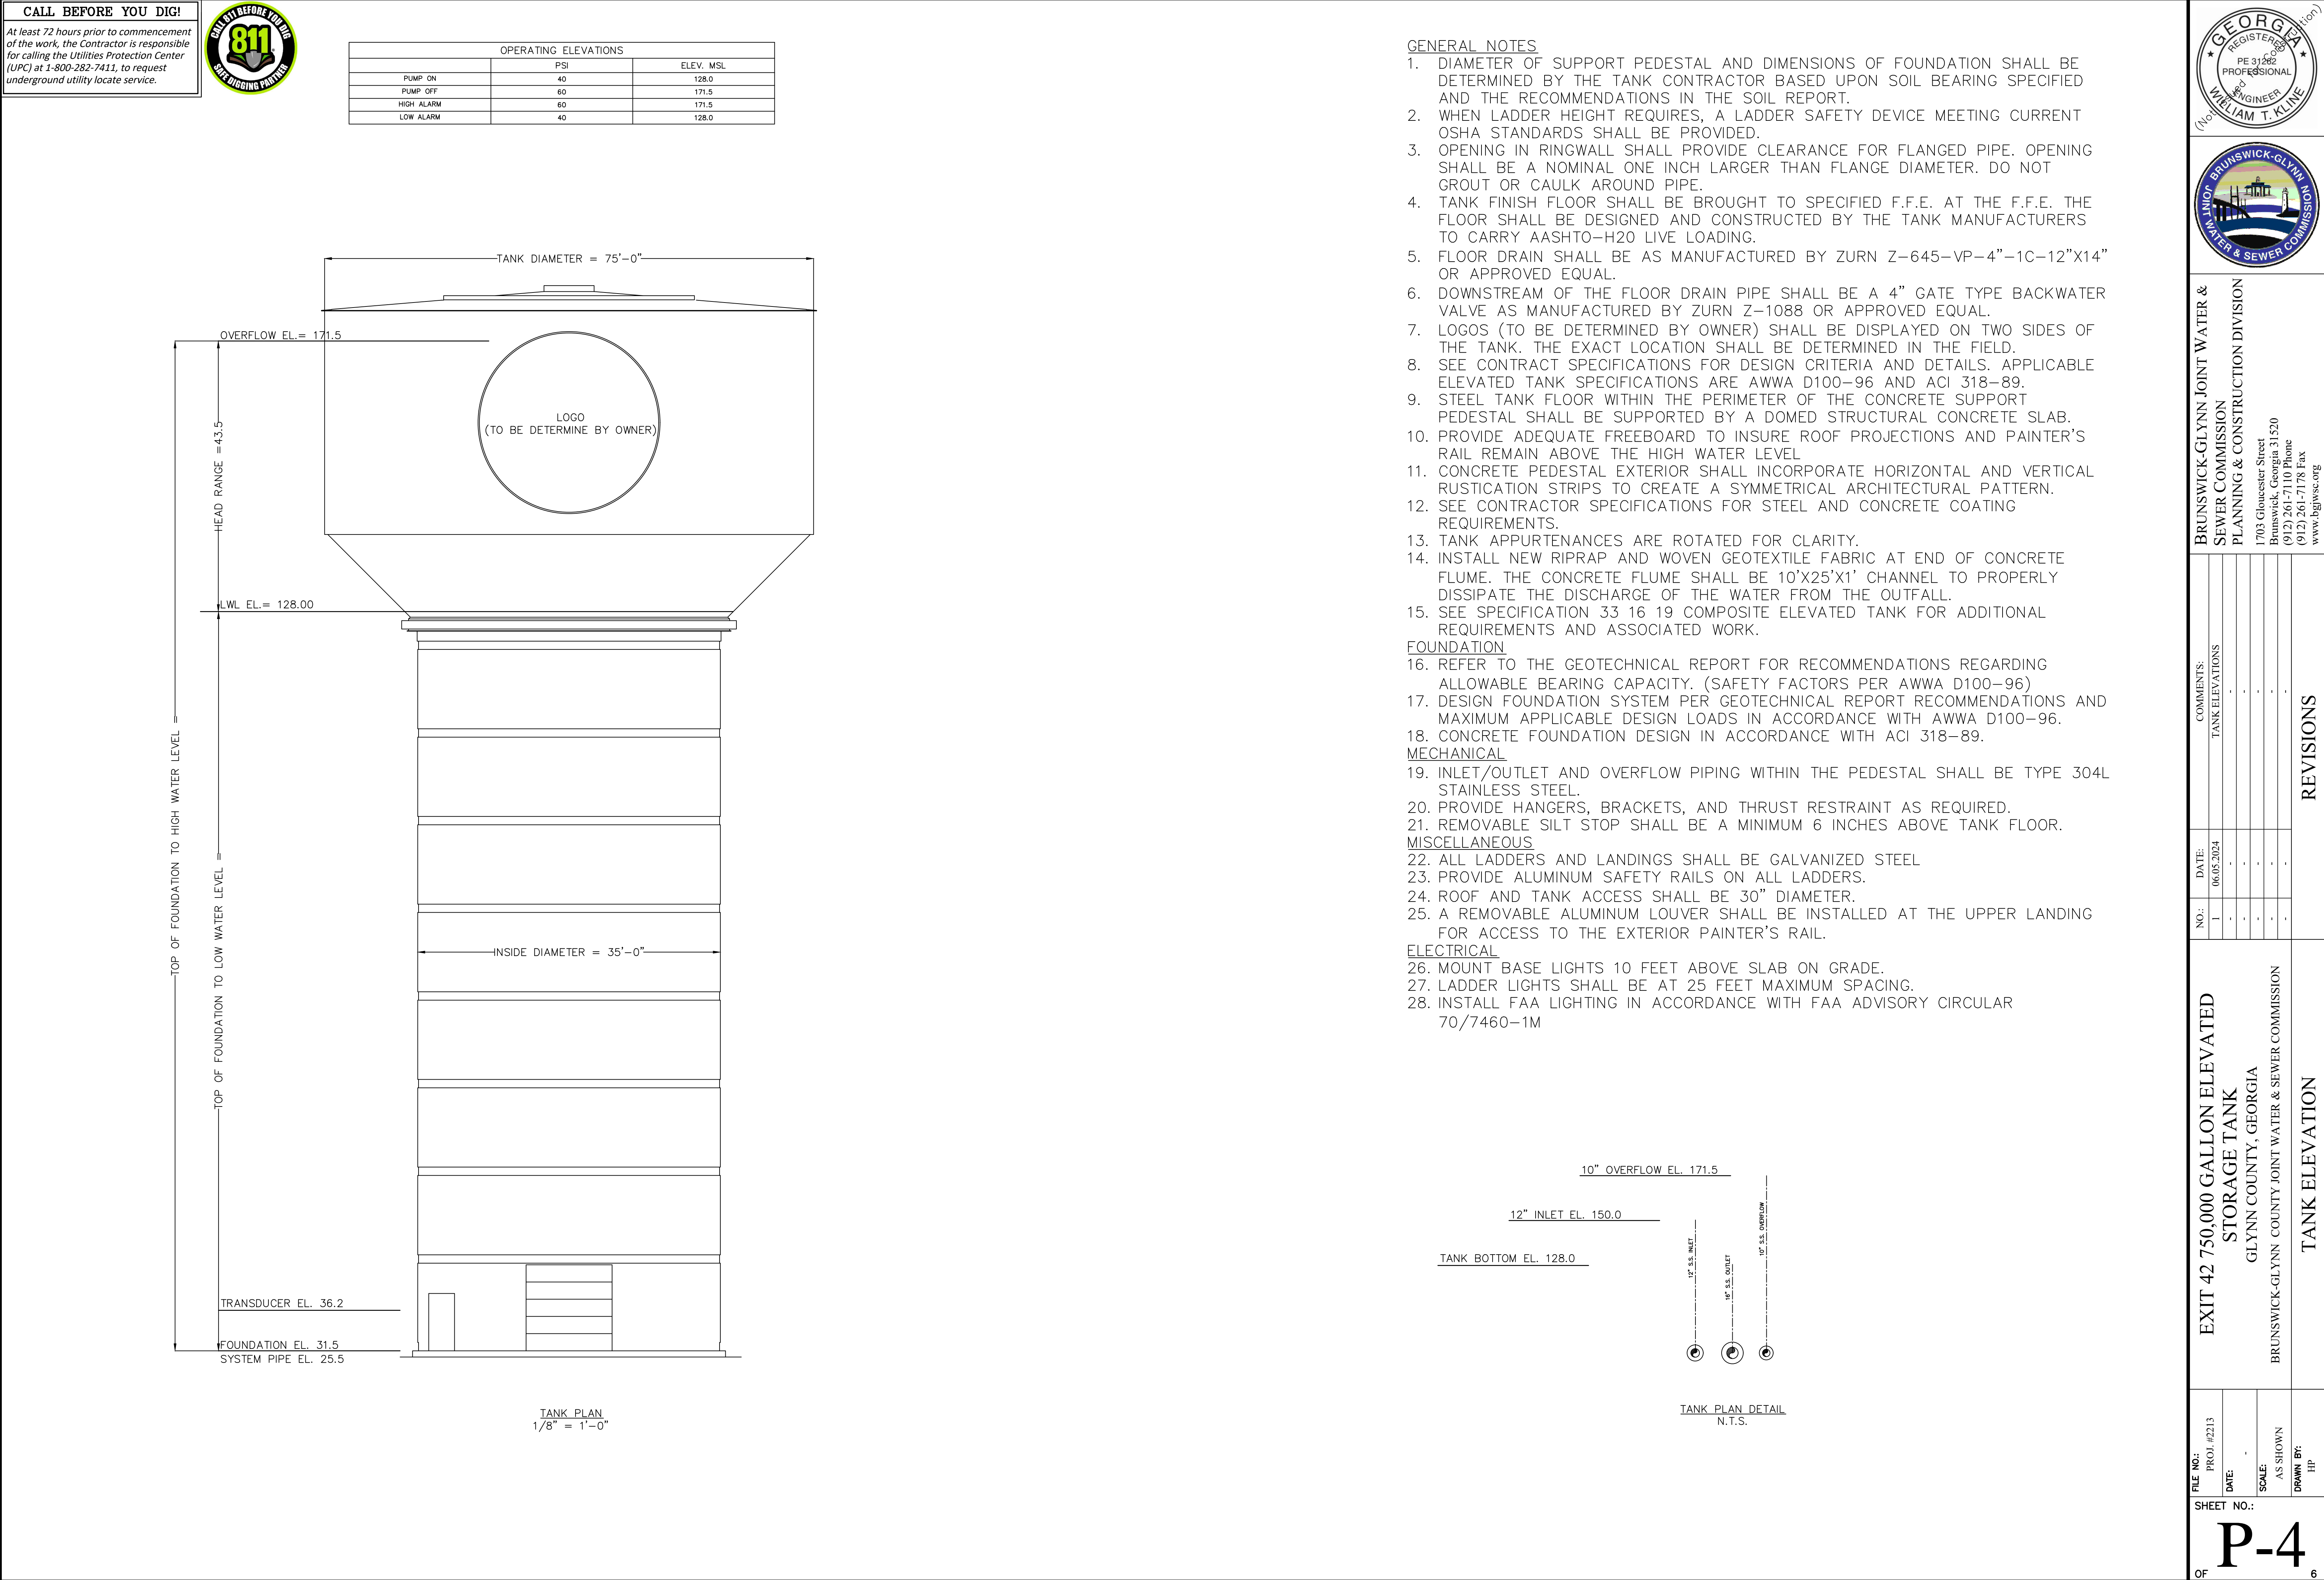 CALL BEFORE YOU DIG!
At least 72 hours prior to commencement
of the work, the Contractor is responsible
for calling the Utilities Protection Center
(UPC) at 1-800-282-7411, to request
underground utility locate service.
CALL 811 BEFORE YOU DIG
811
SAFE DIGGING PARTNER
OPERATING ELEVATIONS
PSI ELEV. MSL
PUMP ON 40 128.0
PUMP OFF 60 171.5
HIGH ALARM 60 171.5
LOW ALARM 40 128.0
TANK DIAMETER = 75'-0"
OVERFLOW EL.= 171.5
LOGO
(TO BE DETERMINE BY OWNER)
HEAD RANGE =43.5
LWL EL.= 128.00
TOP OF FOUNDATION TO HIGH WATER LEVEL =
TOP OF FOUNDATION TO LOW WATER LEVEL =
INSIDE DIAMETER = 35'-0"
TRANSDUCER EL. 36.2
FOUNDATION EL. 31.5
SYSTEM PIPE EL. 25.5
TANK PLAN
1/8" = 1'-0"
GENERAL NOTES
1. DIAMETER OF SUPPORT PEDESTAL AND DIMENSIONS OF FOUNDATION SHALL BE
DETERMINED BY THE TANK CONTRACTOR BASED UPON SOIL BEARING SPECIFIED
AND THE RECOMMENDATIONS IN THE SOIL REPORT.
2. WHEN LADDER HEIGHT REQUIRES, A LADDER SAFETY DEVICE MEETING CURRENT
OSHA STANDARDS SHALL BE PROVIDED.
3. OPENING IN RINGWALL SHALL PROVIDE CLEARANCE FOR FLANGED PIPE. OPENING
SHALL BE A NOMINAL ONE INCH LARGER THAN FLANGE DIAMETER. DO NOT
GROUT OR CAULK AROUND PIPE.
4. TANK FINISH FLOOR SHALL BE BROUGHT TO SPECIFIED F.F.E. AT THE F.F.E. THE
FLOOR SHALL BE DESIGNED AND CONSTRUCTED BY THE TANK MANUFACTURERS
TO CARRY AASHTO-H20 LIVE LOADING.
5. FLOOR DRAIN SHALL BE AS MANUFACTURED BY ZURN Z-645-VP-4"-1C-12"X14"
OR APPROVED EQUAL.
6. DOWNSTREAM OF THE FLOOR DRAIN PIPE SHALL BE A 4" GATE TYPE BACKWATER
VALVE AS MANUFACTURED BY ZURN Z-1088 OR APPROVED EQUAL.
7. LOGOS (TO BE DETERMINED BY OWNER) SHALL BE DISPLAYED ON TWO SIDES OF
THE TANK. THE EXACT LOCATION SHALL BE DETERMINED IN THE FIELD.
8. SEE CONTRACT SPECIFICATIONS FOR DESIGN CRITERIA AND DETAILS. APPLICABLE
ELEVATED TANK SPECIFICATIONS ARE AWWA D100-96 AND ACI 318-89.
9. STEEL TANK FLOOR WITHIN THE PERIMETER OF THE CONCRETE SUPPORT
PEDESTAL SHALL BE SUPPORTED BY A DOMED STRUCTURAL CONCRETE SLAB.
10. PROVIDE ADEQUATE FREEBOARD TO INSURE ROOF PROJECTIONS AND PAINTER'S
RAIL REMAIN ABOVE THE HIGH WATER LEVEL
11. CONCRETE PEDESTAL EXTERIOR SHALL INCORPORATE HORIZONTAL AND VERTICAL
RUSTICATION STRIPS TO CREATE A SYMMETRICAL ARCHITECTURAL PATTERN.
12. SEE CONTRACTOR SPECIFICATIONS FOR STEEL AND CONCRETE COATING
REQUIREMENTS.
13. TANK APPURTENANCES ARE ROTATED FOR CLARITY.
14. INSTALL NEW RIPRAP AND WOVEN GEOTEXTILE FABRIC AT END OF CONCRETE
FLUME. THE CONCRETE FLUME SHALL BE 10'X25'X1' CHANNEL TO PROPERLY
DISSIPATE THE DISCHARGE OF THE WATER FROM THE OUTFALL.
15. SEE SPECIFICATION 33 16 19 COMPOSITE ELEVATED TANK FOR ADDITIONAL
REQUIREMENTS AND ASSOCIATED WORK.
FOUNDATION
16. REFER TO THE GEOTECHNICAL REPORT FOR RECOMMENDATIONS REGARDING
ALLOWABLE BEARING CAPACITY. (SAFETY FACTORS PER AWWA D100-96)
17. DESIGN FOUNDATION SYSTEM PER GEOTECHNICAL REPORT RECOMMENDATIONS AND
MAXIMUM APPLICABLE DESIGN LOADS IN ACCORDANCE WITH AWWA D100-96.
18. CONCRETE FOUNDATION DESIGN IN ACCORDANCE WITH ACI 318-89.
MECHANICAL
19. INLET/OUTLET AND OVERFLOW PIPING WITHIN THE PEDESTAL SHALL BE TYPE 304L
STAINLESS STEEL.
20. PROVIDE HANGERS, BRACKETS, AND THRUST RESTRAINT AS REQUIRED.
21. REMOVABLE SILT STOP SHALL BE A MINIMUM 6 INCHES ABOVE TANK FLOOR.
MISCELLANEOUS
22. ALL LADDERS AND LANDINGS SHALL BE GALVANIZED STEEL
23. PROVIDE ALUMINUM SAFETY RAILS ON ALL LADDERS.
24. ROOF AND TANK ACCESS SHALL BE 30" DIAMETER.
25. A REMOVABLE ALUMINUM LOUVER SHALL BE INSTALLED AT THE UPPER LANDING
FOR ACCESS TO THE EXTERIOR PAINTER'S RAIL.
ELECTRICAL
26. MOUNT BASE LIGHTS 10 FEET ABOVE SLAB ON GRADE.
27. LADDER LIGHTS SHALL BE AT 25 FEET MAXIMUM SPACING.
28. INSTALL FAA LIGHTING IN ACCORDANCE WITH FAA ADVISORY CIRCULAR
70/7460-1M
10" OVERFLOW EL. 171.5
12" INLET EL. 150.0
TANK BOTTOM EL. 128.0
12" S.S. INLET
16" S.S. OUTLET
10" S.S. OVERFLOW
TANK PLAN DETAIL
N.T.S.
GEORGIA
REGISTERED
PE 31262
PROFESSIONAL
ENGINEER
WILLIAM T. KLINE
BRUNSWICK-GLYNN
JOINT WATER & SEWER COMMISSION
BRUNSWICK-GLYNN JOINT WATER &
SEWER COMMISSION
PLANNING & CONSTRUCTION DIVISION
1703 Gloucester Street
Brunswick, Georgia 31520
(912) 261-7110 Phone
(912) 261-7178 Fax
www.bgjwsc.org
NO.: DATE: COMMENTS:
1 06.05.2024 TANK ELEVATIONS
- - -
- - -
- - -
- - -
- - -
REVISIONS
EXIT 42 750,000 GALLON ELEVATED
STORAGE TANK
GLYNN COUNTY, GEORGIA
BRUNSWICK-GLYNN COUNTY JOINT WATER & SEWER COMMISSION
TANK ELEVATION
FILE NO.:
PROJ. #2213
DATE:
-
SCALE:
AS SHOWN
DRAWN BY:
HP
SHEET NO.:
P-4
OF 6